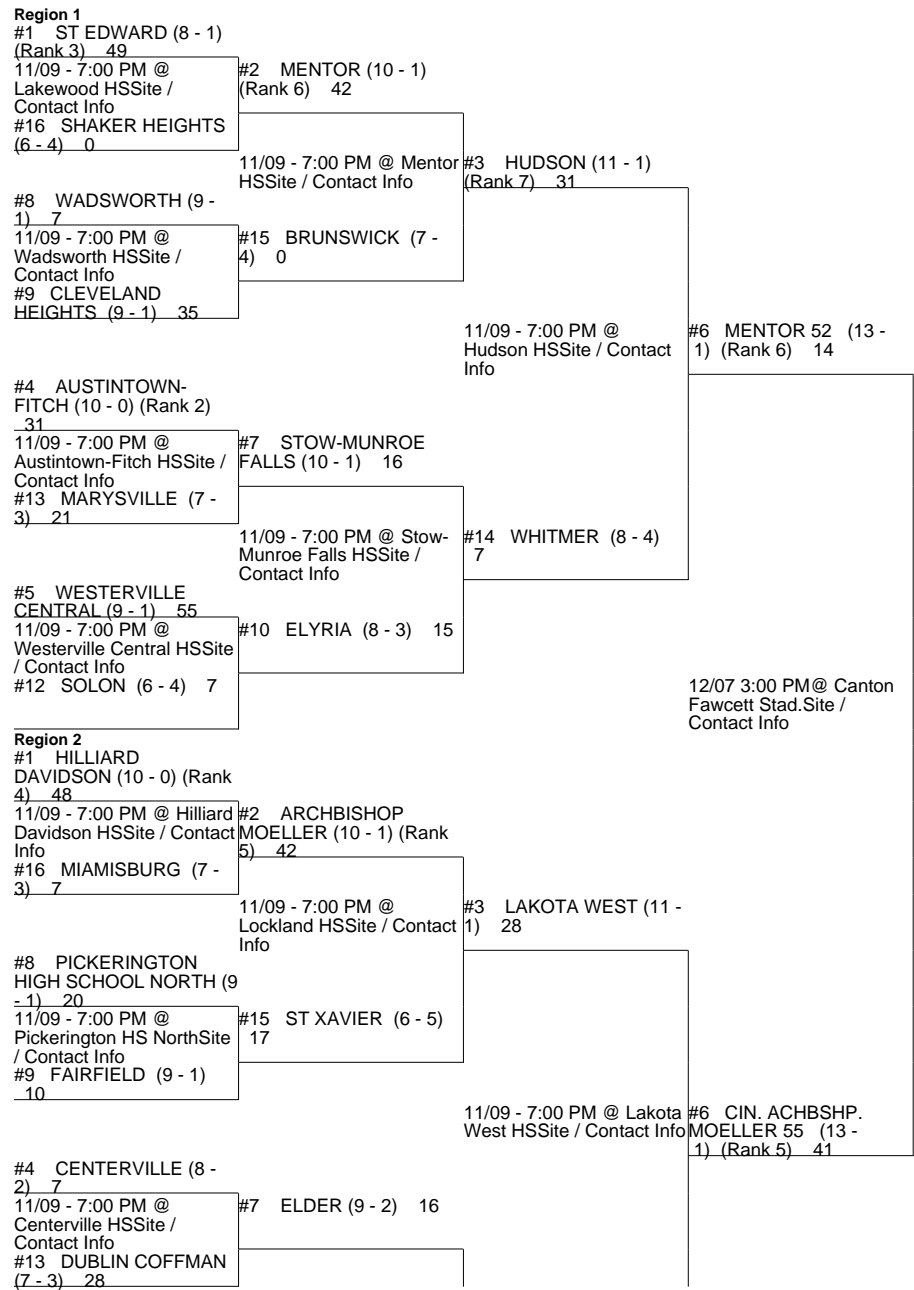 Region 1
#1 ST EDWARD (8 - 1)
(Rank 3) 49
11/09 - 7:00 PM @
Lakewood HSSite /
Contact Info
#16 SHAKER HEIGHTS
(6 - 4) 0
#8 WADSWORTH (9 -
1) 7
11/09 - 7:00 PM @
Wadsworth HSSite /
Contact Info
#9 CLEVELAND
HEIGHTS (9 - 1) 35
#4 AUSTINTOWN-
FITCH (10 - 0) (Rank 2)
31
11/09 - 7:00 PM @
Austintown-Fitch HSSite /
Contact Info
#13 MARYSVILLE (7 -
3) 21
#5 WESTERVILLE
CENTRAL (9 - 1) 55
11/09 - 7:00 PM @
Westerville Central HSSite
/ Contact Info
#12 SOLON (6 - 4) 7
#2 MENTOR (10 - 1)
(Rank 6) 42
11/09 - 7:00 PM @ Mentor
HSSite / Contact Info
#15 BRUNSWICK (7 -
4) 0
#7 STOW-MUNROE
FALLS (10 - 1) 16
11/09 - 7:00 PM @ Stow-
Munroe Falls HSSite /
Contact Info
#10 ELYRIA (8 - 3) 15
#3 HUDSON (11 - 1)
(Rank 7) 31
11/09 - 7:00 PM @
Hudson HSSite / Contact
Info
#14 WHITMER (8 - 4)
7
#6 MENTOR 52 (13 -
1) (Rank 6) 14
12/07 3:00 PM@ Canton
Fawcett Stad.Site /
Contact Info
Region 2
#1 HILLIARD
DAVIDSON (10 - 0) (Rank
4) 48
11/09 - 7:00 PM @ Hilliard
Davidson HSSite / Contact
Info
#16 MIAMISBURG (7 -
3) 7
#8 PICKERINGTON
HIGH SCHOOL NORTH (9
- 1) 20
11/09 - 7:00 PM @
Pickerington HS NorthSite
/ Contact Info
#9 FAIRFIELD (9 - 1)
10
#4 CENTERVILLE (8 -
2) 7
11/09 - 7:00 PM @
Centerville HSSite /
Contact Info
#13 DUBLIN COFFMAN
(7 - 3) 28
#2 ARCHBISHOP
MOELLER (10 - 1) (Rank
5) 42
11/09 - 7:00 PM @
Lockland HSSite / Contact
Info
#15 ST XAVIER (6 - 5)
17
#7 ELDER (9 - 2) 16
#3 LAKOTA WEST (11 -
1) 28
11/09 - 7:00 PM @ Lakota
West HSSite / Contact Info
#6 CIN. ACHBSHP.
MOELLER 55 (13 -
1) (Rank 5) 41